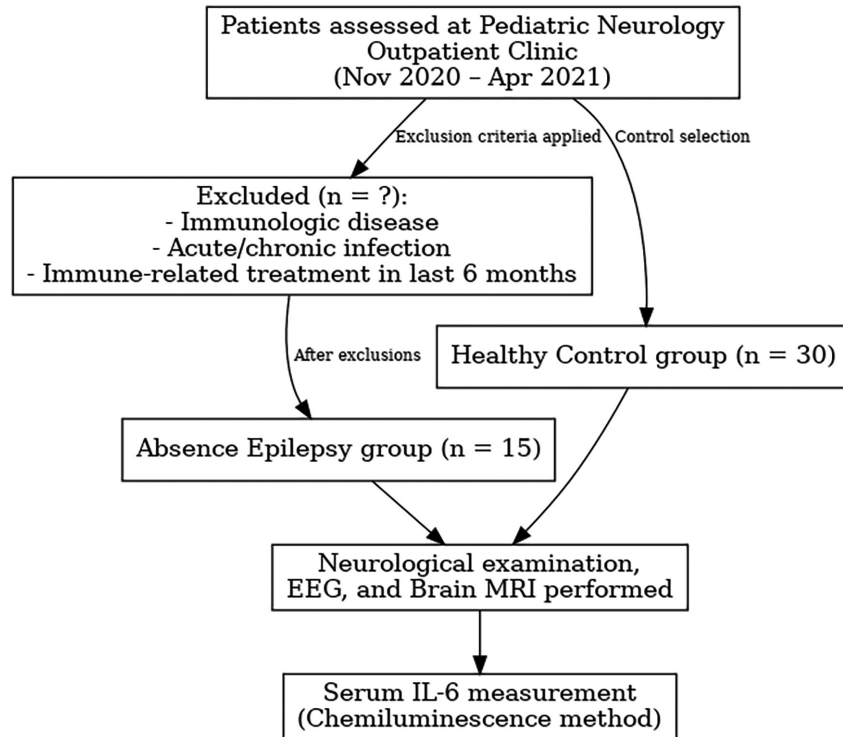 Patients assessed at Pediatric Neurology
Outpatient Clinic
(Nov 2020 – Apr 2021)
Exclusion criteria applied
Control selection
Excluded (n = ?):
- Immunologic disease
- Acute/chronic infection
- Immune-related treatment in last 6 months
Healthy Control group (n = 30)
After exclusions
Absence Epilepsy group (n = 15)
Neurological examination,
EEG, and Brain MRI performed
Serum IL-6 measurement
(Chemiluminescence method)